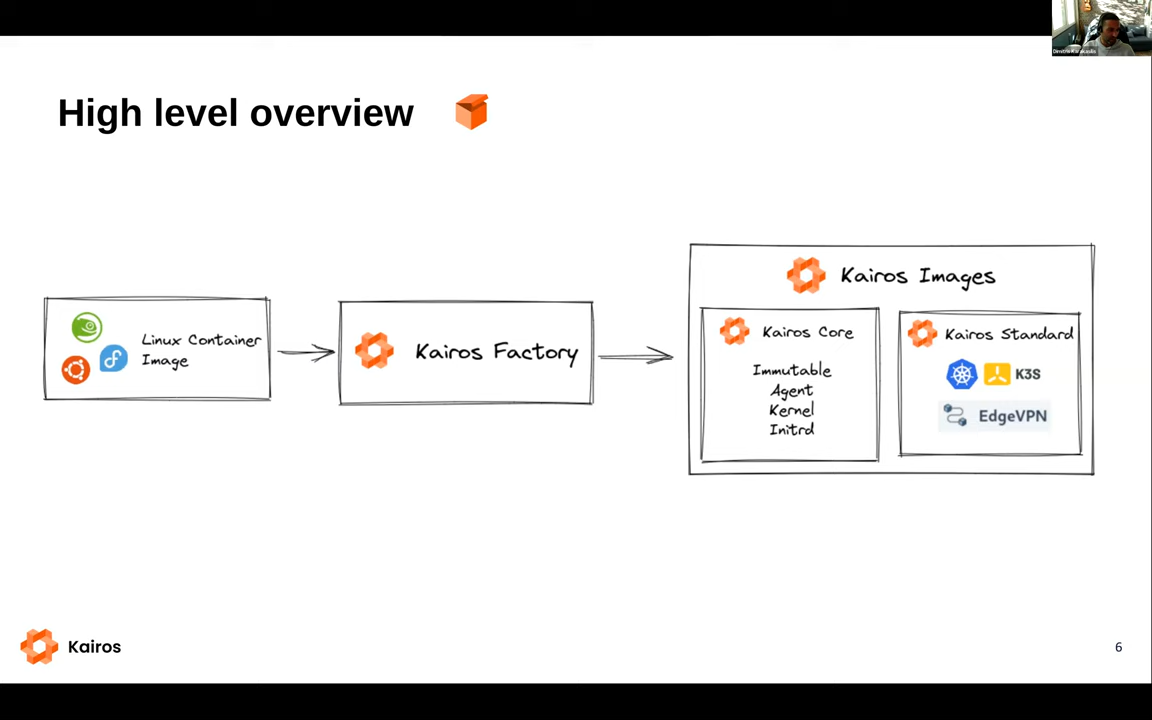 High level overview
Linux Container
Image
Kairos Factory
Kairos Images
Kairos Core
Immutable
Agent
Kernel
Initrd
Kairos Standard
K3S
EdgeVPN
Kairos
6